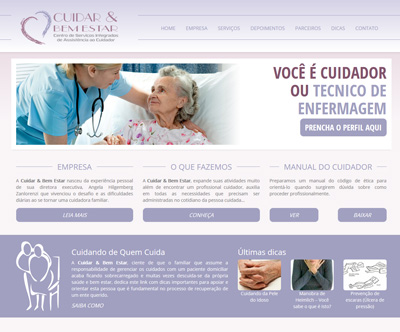 CUIDAR &
BEM ESTAR
Centro de Serviços Integrados
de Assistência ao Cuidador
HOME EMPRESA SERVIÇOS DEPOIMENTOS PARCEIROS DICAS CONTATO
VOCÊ É CUIDADOR
OU TECNICO DE
ENFERMAGEM
PRENCHA O PERFIL AQUI
EMPRESA
A Cuidar & Bem Estar nasceu da experiência pessoal
de sua diretora executiva, Angela Hilgemberg
Zanlorenzi que vivenciou o desafio e as dificuldades
diárias ao se tornar uma cuidadora familiar.
LEIA MAIS
O QUE FAZEMOS
A Cuidar & Bem Estar, expande suas atividades muito
além de encontrar um profissional cuidador, auxilia
em todas as necessidades que precisam ser
administradas no cotidiano da pessoa cuidada...
CONHEÇA
MANUAL DO CUIDADOR
Preparamos um manual do código de ética para
orientá-lo quando surgirem dúvida sobre como
proceder profissionalmente.
VER
BAIXAR
Cuidando de Quem Cuida
A Cuidar & Bem Estar, ciente de que o familiar que assume a
responsabilidade de gerenciar os cuidados com um paciente domiciliar
acaba ficando sobrecarregado e muitas vezes descuida-se da própria
saúde e bem estar, dedica este link com dicas importantes para apoiar e
orientar esta pessoa que é fundamental no processo de recuperação de
um ente querido.
SAIBA COMO
Últimas dicas
Cuidado da Pele
do Idoso
Manobra de
Heimlich – Você
sabe o que é isto?
Prevenção de
escaras (Úlcera de
pressão)